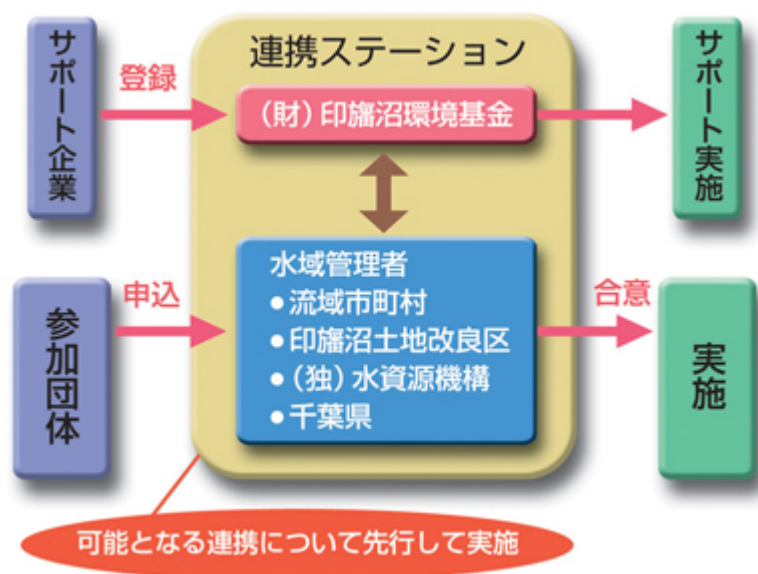 連携ステーション
サポート企業
登録
(財)印旛沼環境基金
サポート実施
参加団体
申込
水域管理者
●流域市町村
●印旛沼土地改良区
●(独)水資源機構
●千葉県
合意
実施
可能となる連携について先行して実施